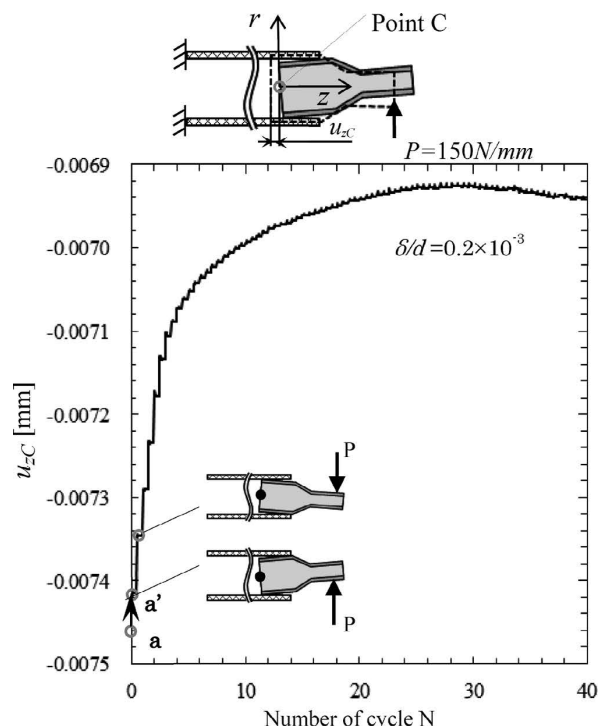 r
Point C
z
u_zC
P=150N/mm
-0.0069
-0.0070
δ/d=0.2×10⁻³
-0.0071
-0.0072
u_zC [mm]
P
-0.0073
-0.0074
a'
a
P
-0.0075
0 10 20 30 40
Number of cycle N